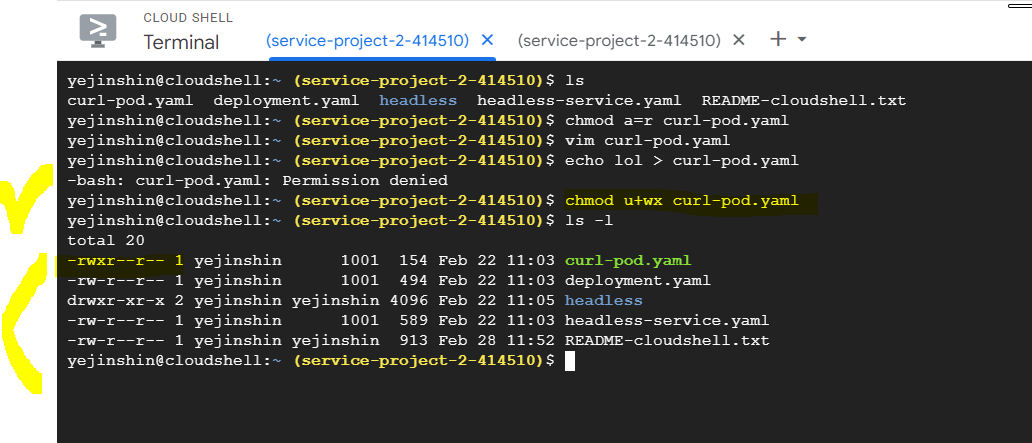 CLOUD SHELL
Terminal
(service-project-2-414510) × (service-project-2-414510) × +
yejinshin@cloudshell:~ (service-project-2-414510)$ ls
curl-pod.yaml  deployment.yaml  headless  headless-service.yaml  README-cloudshell.txt
yejinshin@cloudshell:~ (service-project-2-414510)$ chmod a=r curl-pod.yaml
yejinshin@cloudshell:~ (service-project-2-414510)$ vim curl-pod.yaml
yejinshin@cloudshell:~ (service-project-2-414510)$ echo lol > curl-pod.yaml
-bash: curl-pod.yaml: Permission denied
yejinshin@cloudshell:~ (service-project-2-414510)$ chmod u+wx curl-pod.yaml
yejinshin@cloudshell:~ (service-project-2-414510)$ ls -l
total 20
-rwxr--r-- 1 yejinshin      1001  154 Feb 22 11:03 curl-pod.yaml
-rw-r--r-- 1 yejinshin      1001  494 Feb 22 11:03 deployment.yaml
drwxr-xr-x 2 yejinshin yejinshin 4096 Feb 22 11:05 headless
-rw-r--r-- 1 yejinshin      1001  589 Feb 22 11:03 headless-service.yaml
-rw-r--r-- 1 yejinshin yejinshin  913 Feb 28 11:52 README-cloudshell.txt
yejinshin@cloudshell:~ (service-project-2-414510)$